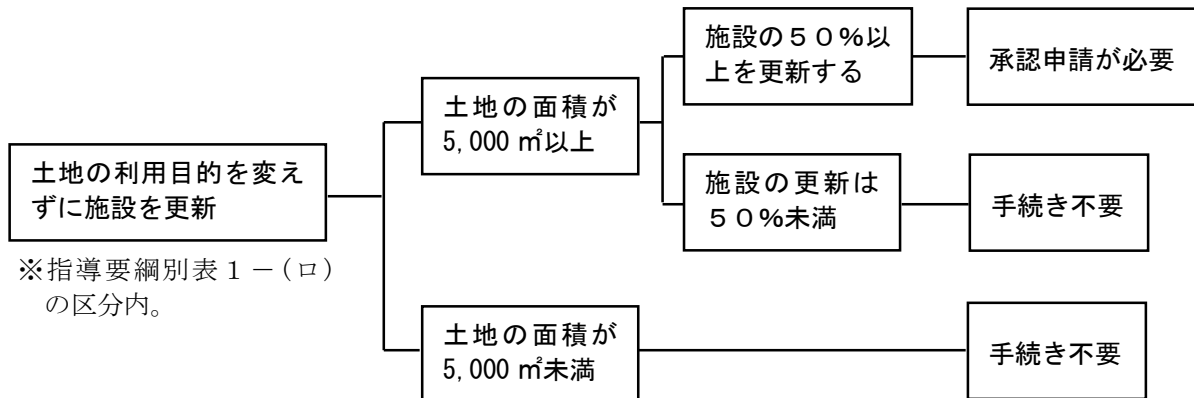 土地の利用目的を変え
ずに施設を更新
※指導要綱別表１－(ロ)
の区分内。
土地の面積が
5,000 ㎡以上
施設の５０％以
上を更新する
承認申請が必要
施設の更新は
５０％未満
手続き不要
土地の面積が
5,000 ㎡未満
手続き不要